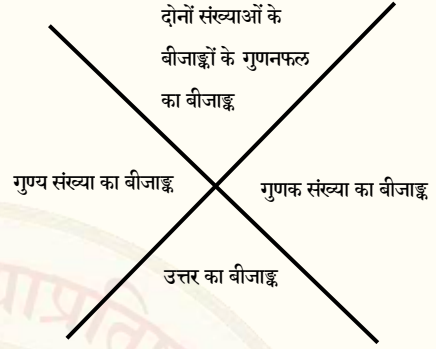 दोनों संख्याओं के
बीजाङ्कों के गुणनफल
का बीजाङ्क
गुण्य संख्या का बीजाङ्क
गुणक संख्या का बीजाङ्क
उत्तर का बीजाङ्क